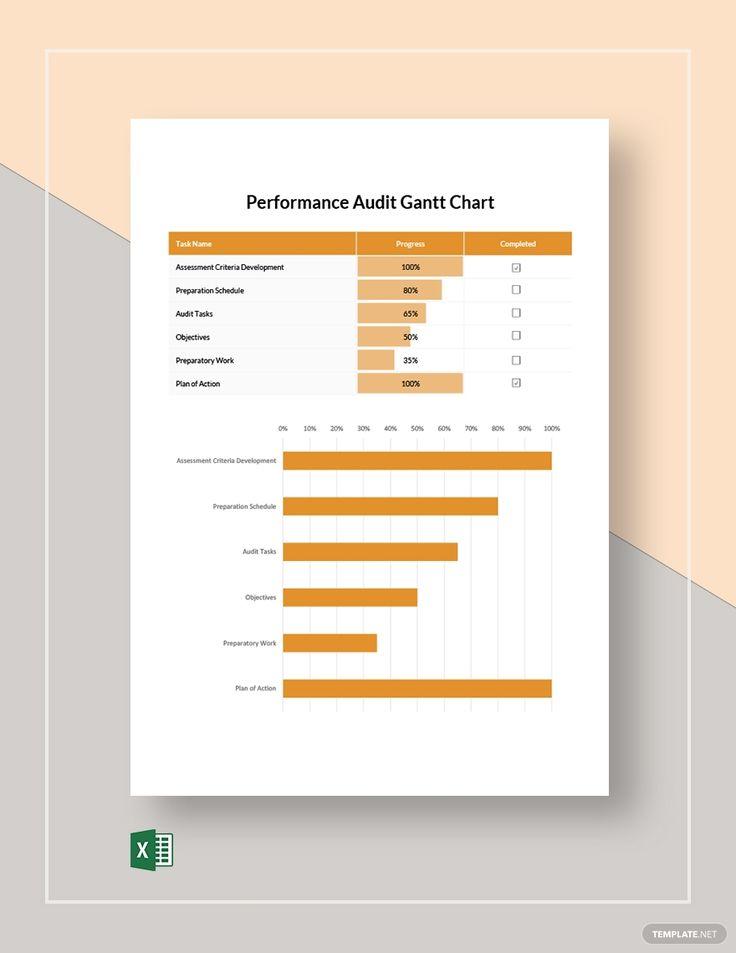 Performance Audit Gantt Chart
Task Name Progress Completed
Assessment Criteria Development 100%
Preparation Schedule 80%
Audit Tasks 65%
Objectives 50%
Preparatory Work 35%
Plan of Action 100%
0% 10% 20% 30% 40% 50% 60% 70% 80% 90% 100%
Assessment Criteria Development
Preparation Schedule
Audit Tasks
Objectives
Preparatory Work
Plan of Action
X
TEMPLATE.NET